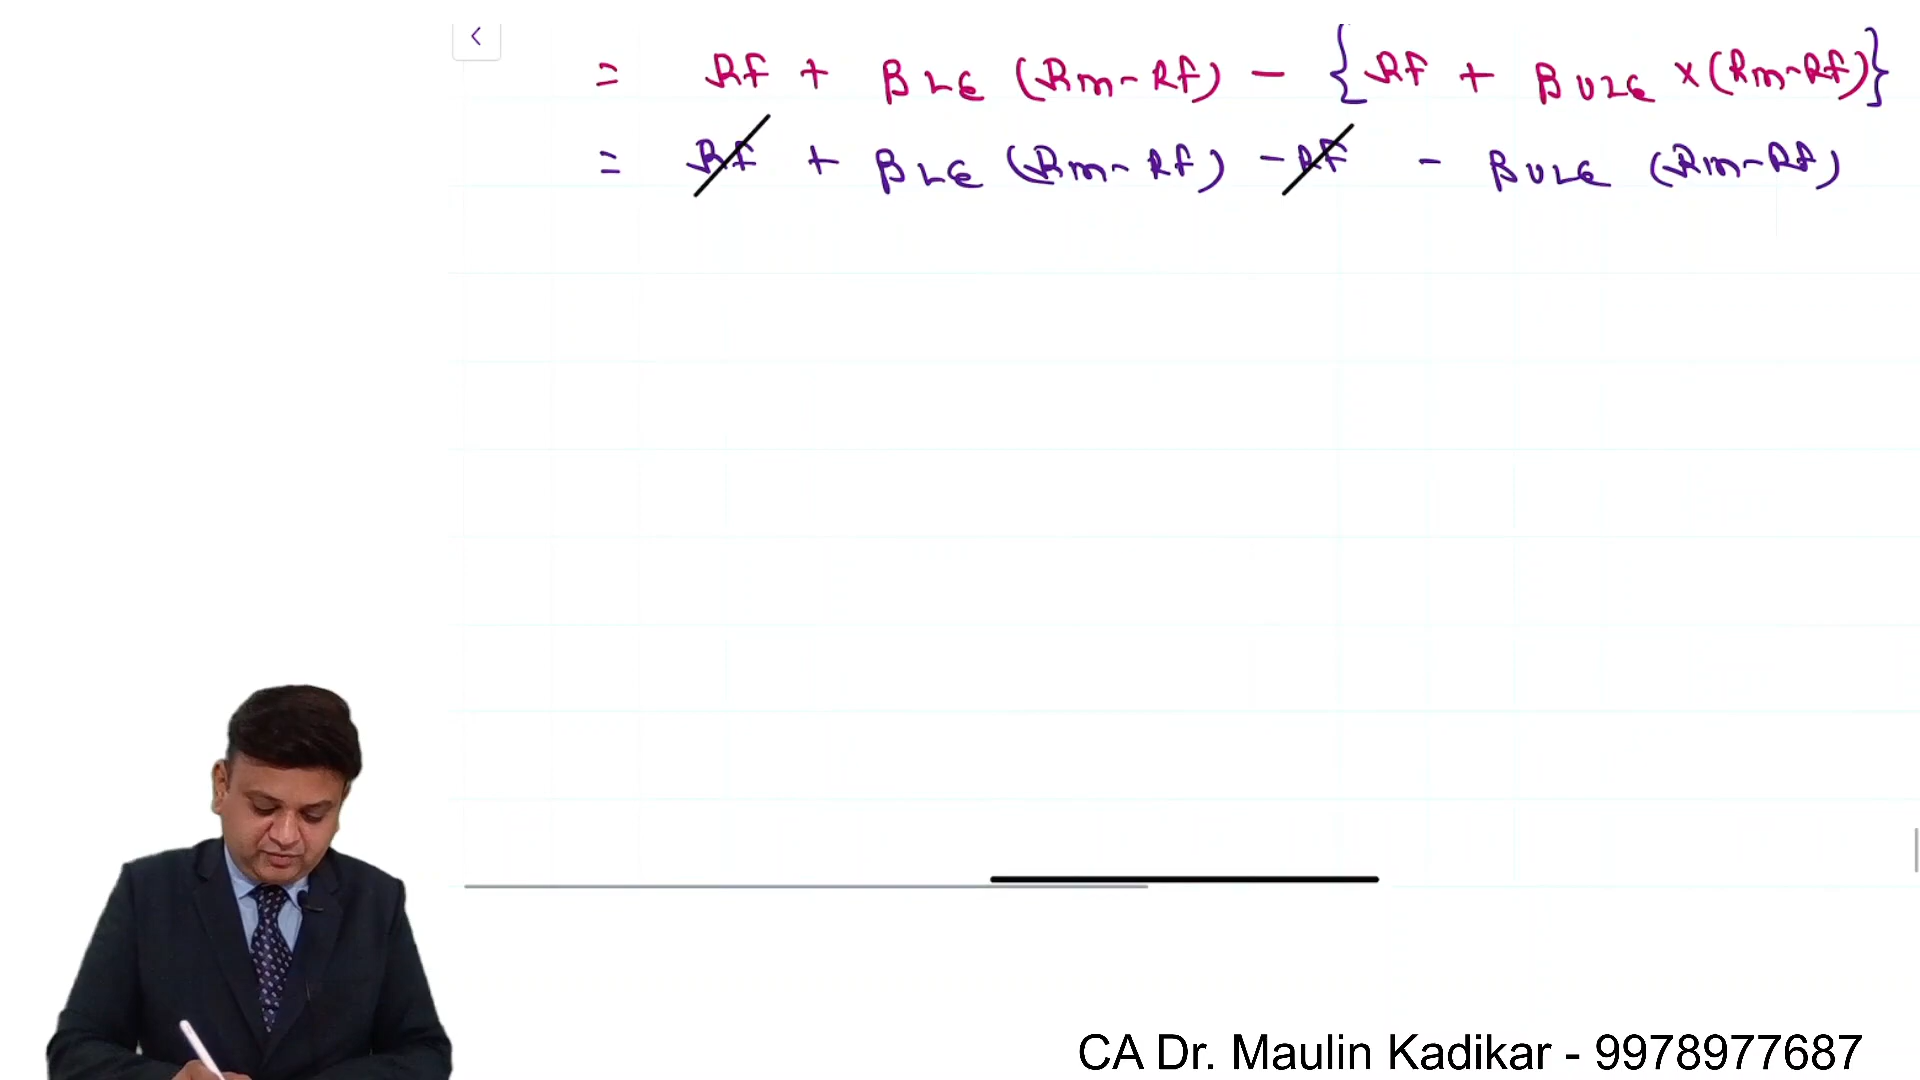 = Rf + β LE (Rm - Rf) - {Rf + β ULE × (Rm - Rf)}
= Rf + β LE (Rm - Rf) - Rf - β ULE (Rm - Rf)
CA Dr. Maulin Kadikar - 9978977687